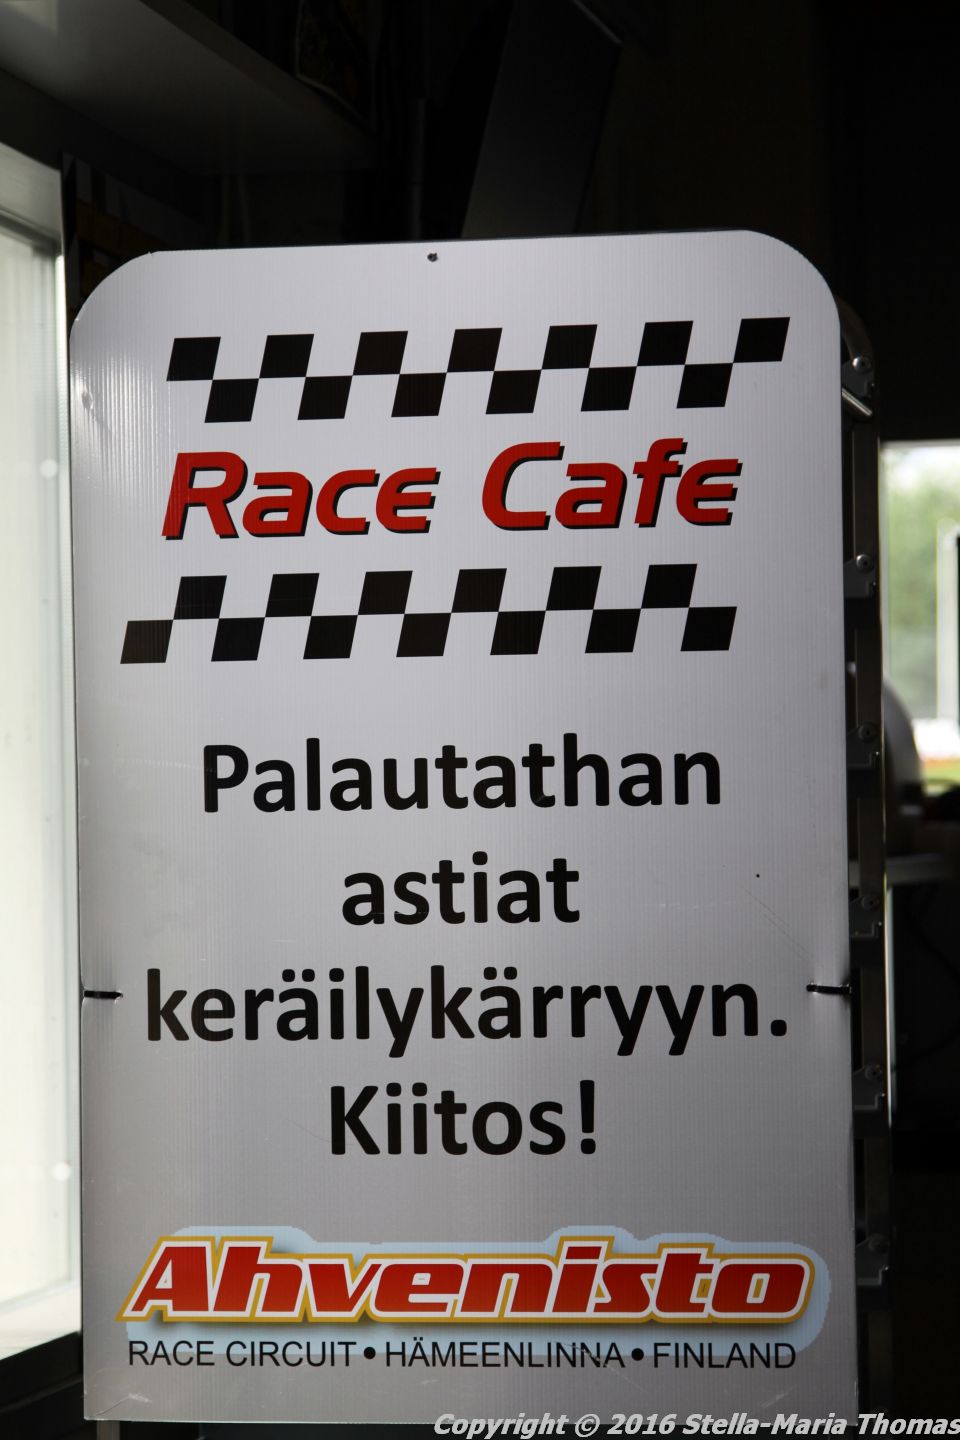 Race Cafe
Palautathan
astiat
keräilykärryyn.
Kiitos!
Ahvenisto
RACE CIRCUIT • HÄMEENLINNA • FINLAND
Copyright © 2016 Stella-Maria Thomas